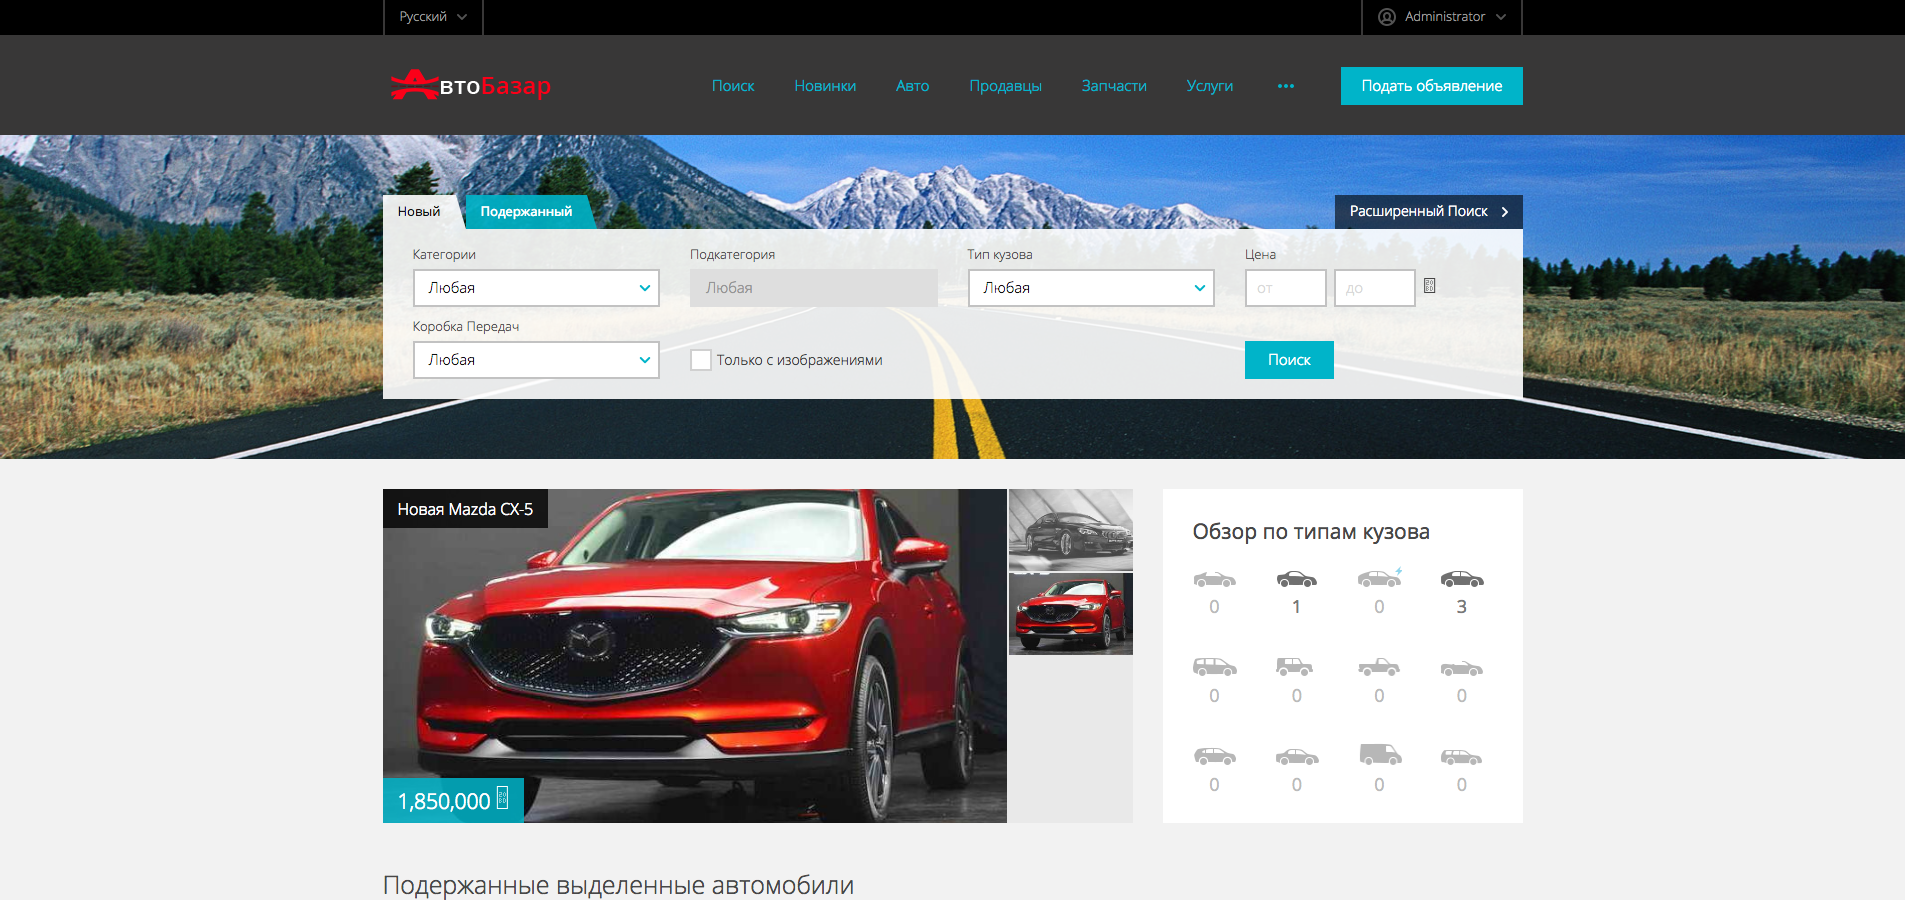 Русский
Administrator
АвтоБазар
Поиск
Новинки
Авто
Продавцы
Запчасти
Услуги
•••
Подать объявление
Новый
Подержанный
Расширенный Поиск
Категории
Подкатегория
Тип кузова
Цена
Любая
Любая
Любая
от
до
Коробка Передач
Любая
Только с изображениями
Поиск
Новая Mazda CX-5
1,850,000
Обзор по типам кузова
0 1 0 3
0 0 0 0
0 0 0 0
Подержанные выделенные автомобили